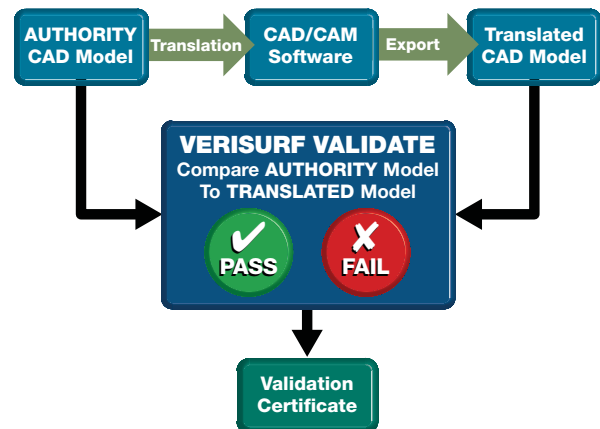 AUTHORITY
CAD Model
Translation
CAD/CAM
Software
Export
Translated
CAD Model
VERISURF VALIDATE
Compare AUTHORITY Model
To TRANSLATED Model
✓
PASS
✗
FAIL
Validation
Certificate